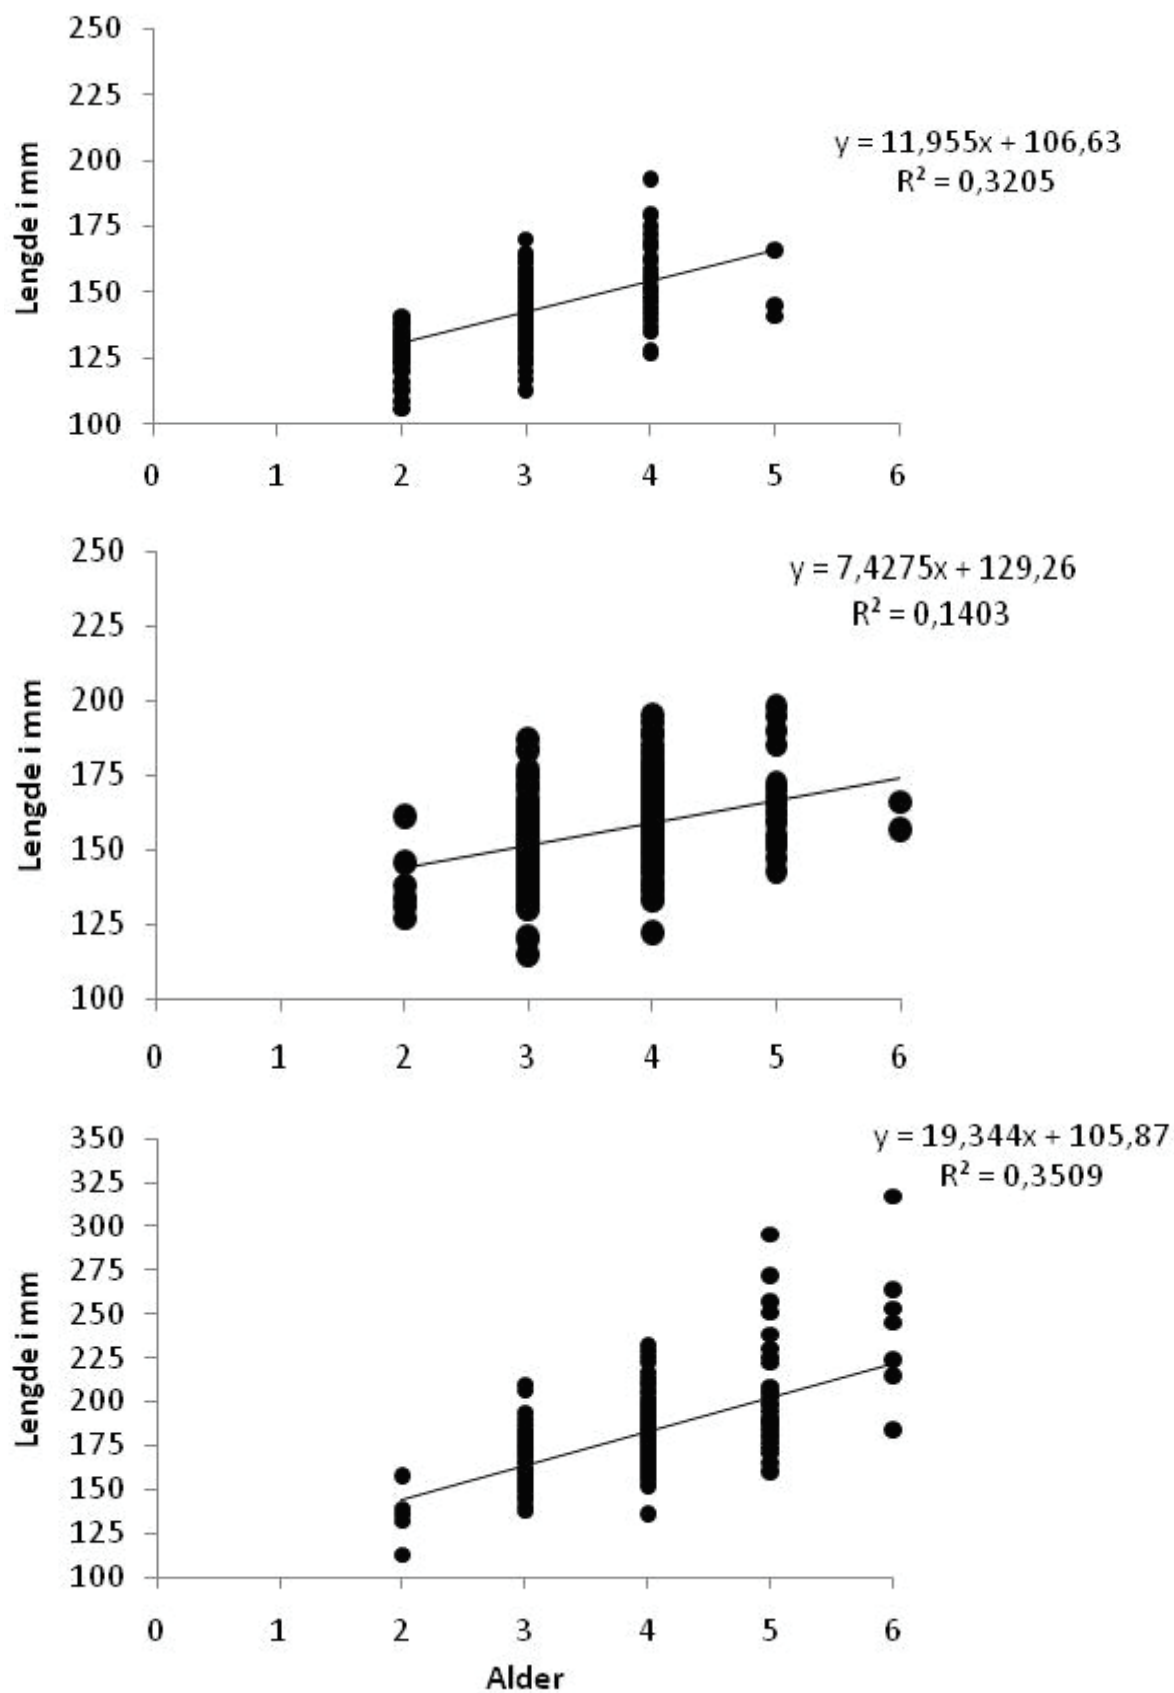 250
225
200
175
150
125
100
Lengde i mm
y = 11,955x + 106,63
R² = 0,3205
0 1 2 3 4 5 6
250
225
200
175
150
125
100
Lengde i mm
y = 7,4275x + 129,26
R² = 0,1403
0 1 2 3 4 5 6
350
325
300
275
250
225
200
175
150
125
100
Lengde i mm
y = 19,344x + 105,87
R² = 0,3509
0 1 2 3 4 5 6
Alder